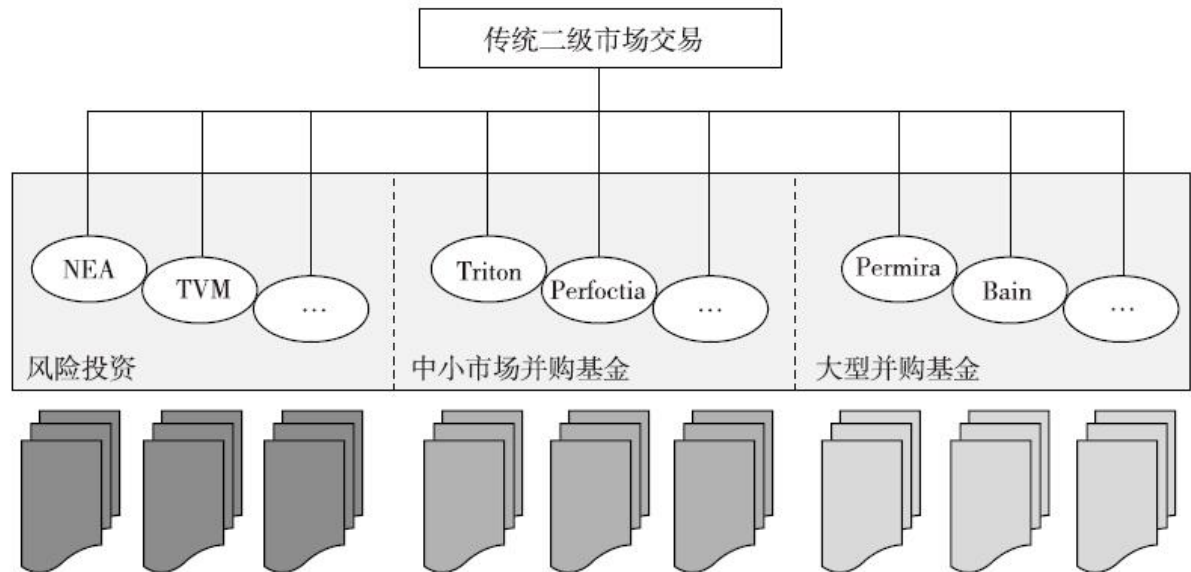 传统二级市场交易
NEA
TVM
…
Triton
Perfoctia
…
Permira
Bain
…
风险投资
中小市场并购基金
大型并购基金